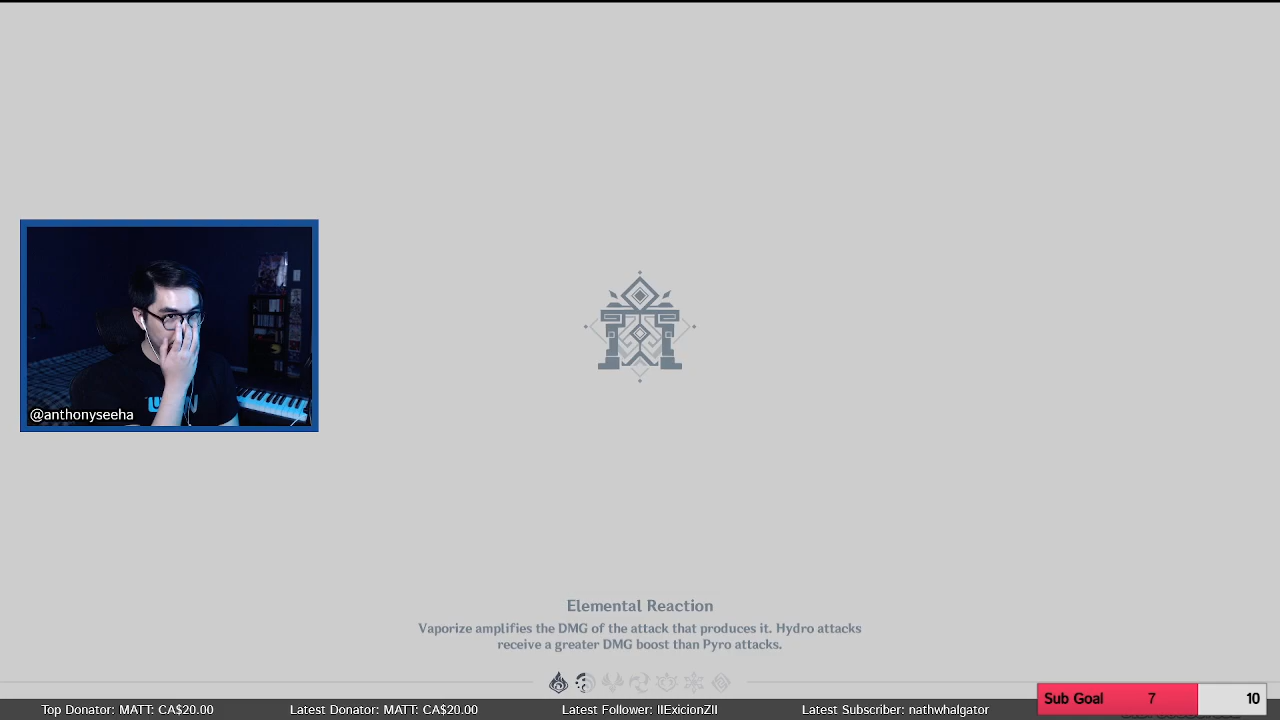 @anthonyseeha
Elemental Reaction
Vaporize amplifies the DMG of the attack that produces it. Hydro attacks
receive a greater DMG boost than Pyro attacks.
Sub Goal 7 10
Top Donator: MATT: CA$20.00 Latest Donator: MATT: CA$20.00 Latest Follower: IIExicionZII Latest Subscriber: nathwhalgator